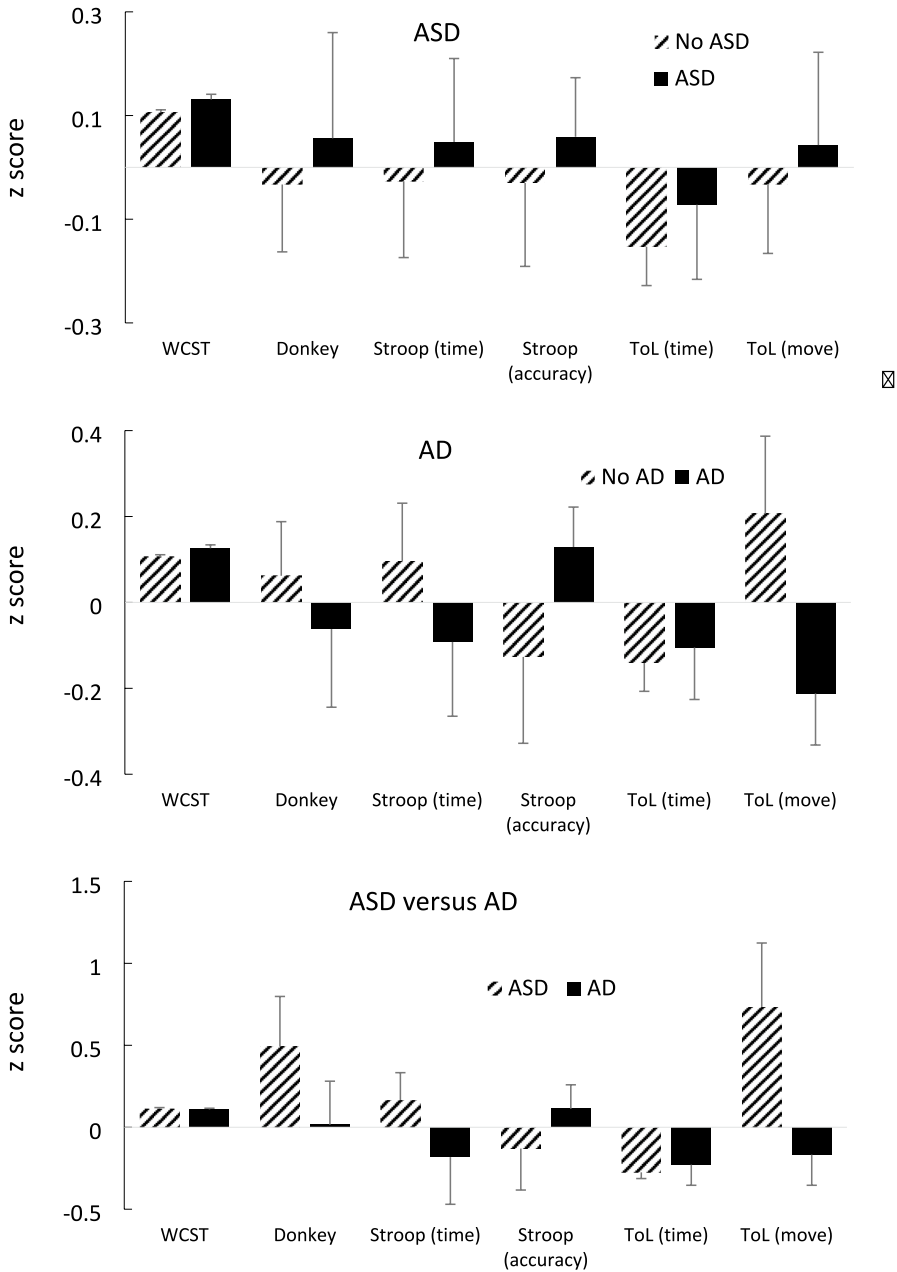 ASD
No ASD
ASD
z score
0.3
0.1
-0.1
-0.3
WCST Donkey Stroop (time) Stroop ToL (time) ToL (move)
(accuracy)
AD
No AD AD
z score
0.4
0.2
0
-0.2
-0.4
WCST Donkey Stroop (time) Stroop ToL (time) ToL (move)
(accuracy)
ASD versus AD
ASD AD
z score
1.5
1
0.5
0
-0.5
WCST Donkey Stroop (time) Stroop ToL (time) ToL (move)
(accuracy)